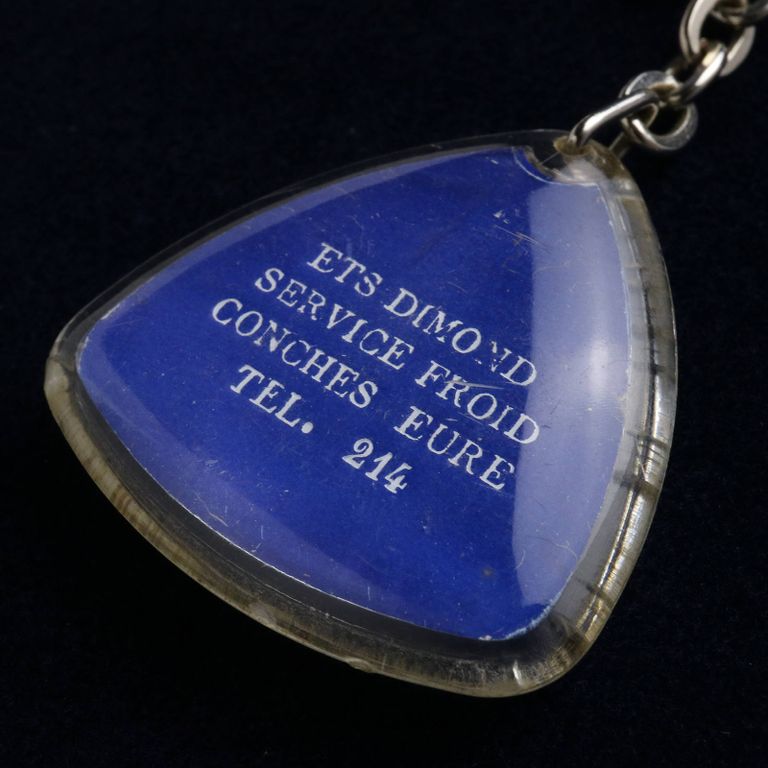 ETS DIMOND
SERVICE FROID
CONCHES EURE
TEL. 214